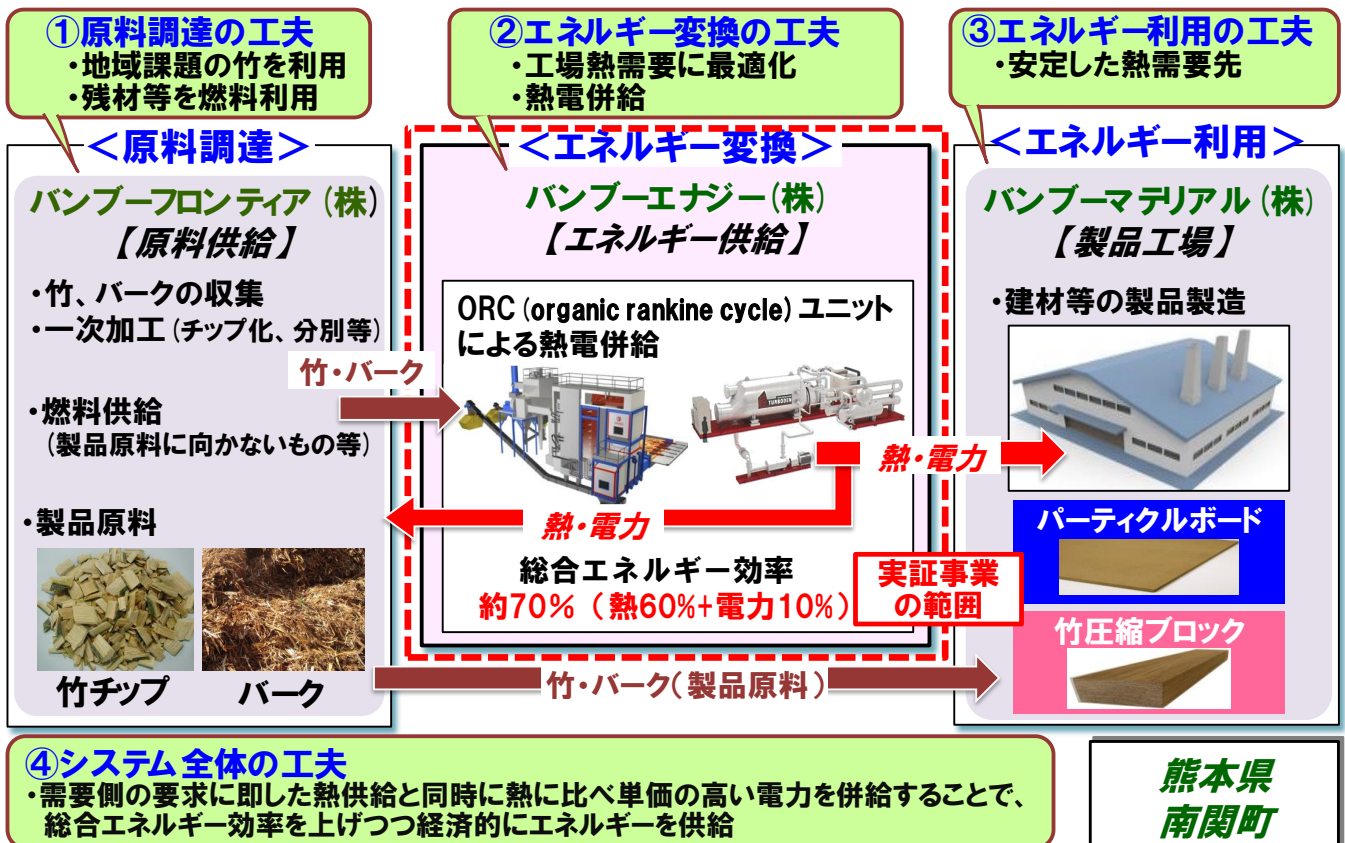 ①原料調達の工夫
・地域課題の竹を利用
・残材等を燃料利用
②エネルギー変換の工夫
・工場熱需要に最適化
・熱電併給
③エネルギー利用の工夫
・安定した熱需要先
＜原料調達＞
バンブーフロンティア(株)
【原料供給】
・竹、バークの収集
・一次加工(チップ化、分別等)
・燃料供給
(製品原料に向かないもの等)
・製品原料
竹チップ
バーク
竹・バーク
＜エネルギー変換＞
バンブーエナジー(株)
【エネルギー供給】
ORC(organic rankine cycle)ユニット
による熱電併給
TURBODEN
熱・電力
熱・電力
総合エネルギー効率
約70%(熱60%+電力10%)
実証事業
の範囲
竹・バーク(製品原料)
＜エネルギー利用＞
バンブーマテリアル(株)
【製品工場】
・建材等の製品製造
パーティクルボード
竹圧縮ブロック
④システム全体の工夫
・需要側の要求に即した熱供給と同時に熱に比べ単価の高い電力を併給することで、
総合エネルギー効率を上げつつ経済的にエネルギーを供給
熊本県
南関町